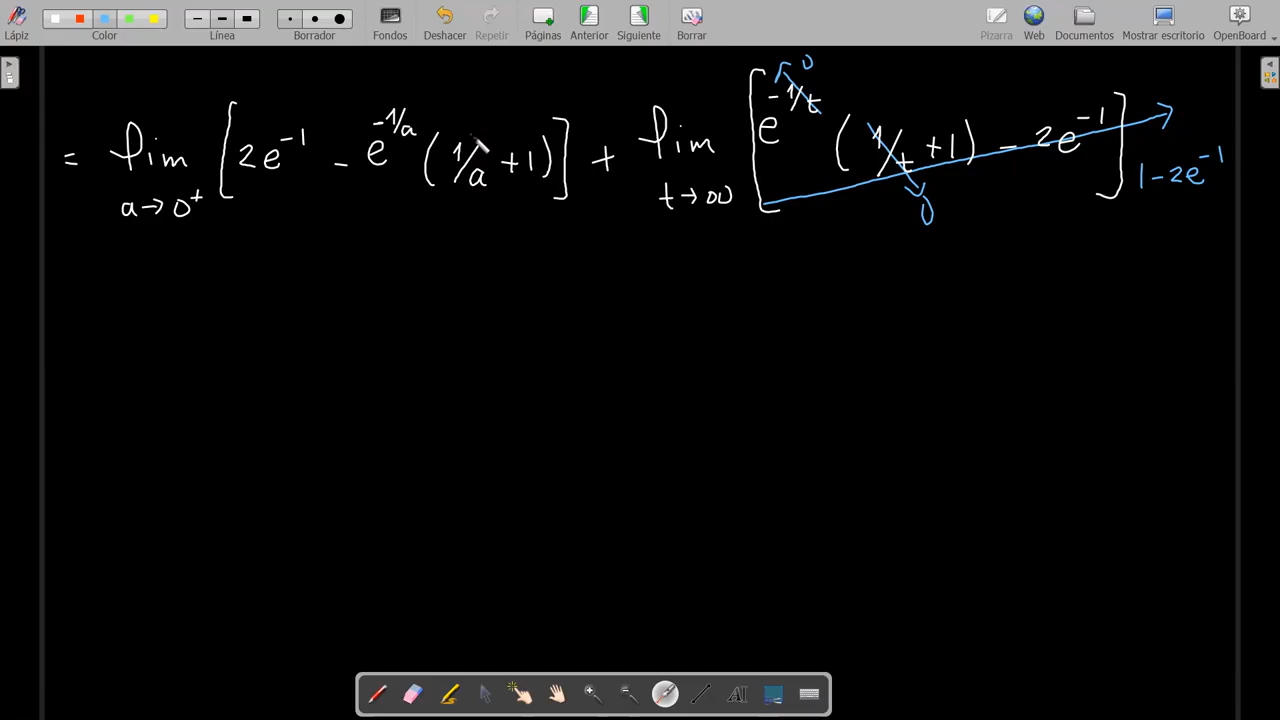 Lápiz Color Línea Borrador Fondos Deshacer Repetir Páginas Anterior Siguiente Borrar Pizarra Web Documentos Mostrar escritorio OpenBoard
= lim a→0⁺ [2e⁻¹ - e^(-1/a) (1/a + 1)] + lim t→∞ [e^(-1/t) (1/t + 1) - 2e⁻¹]
0
0
1 - 2e⁻¹
AI